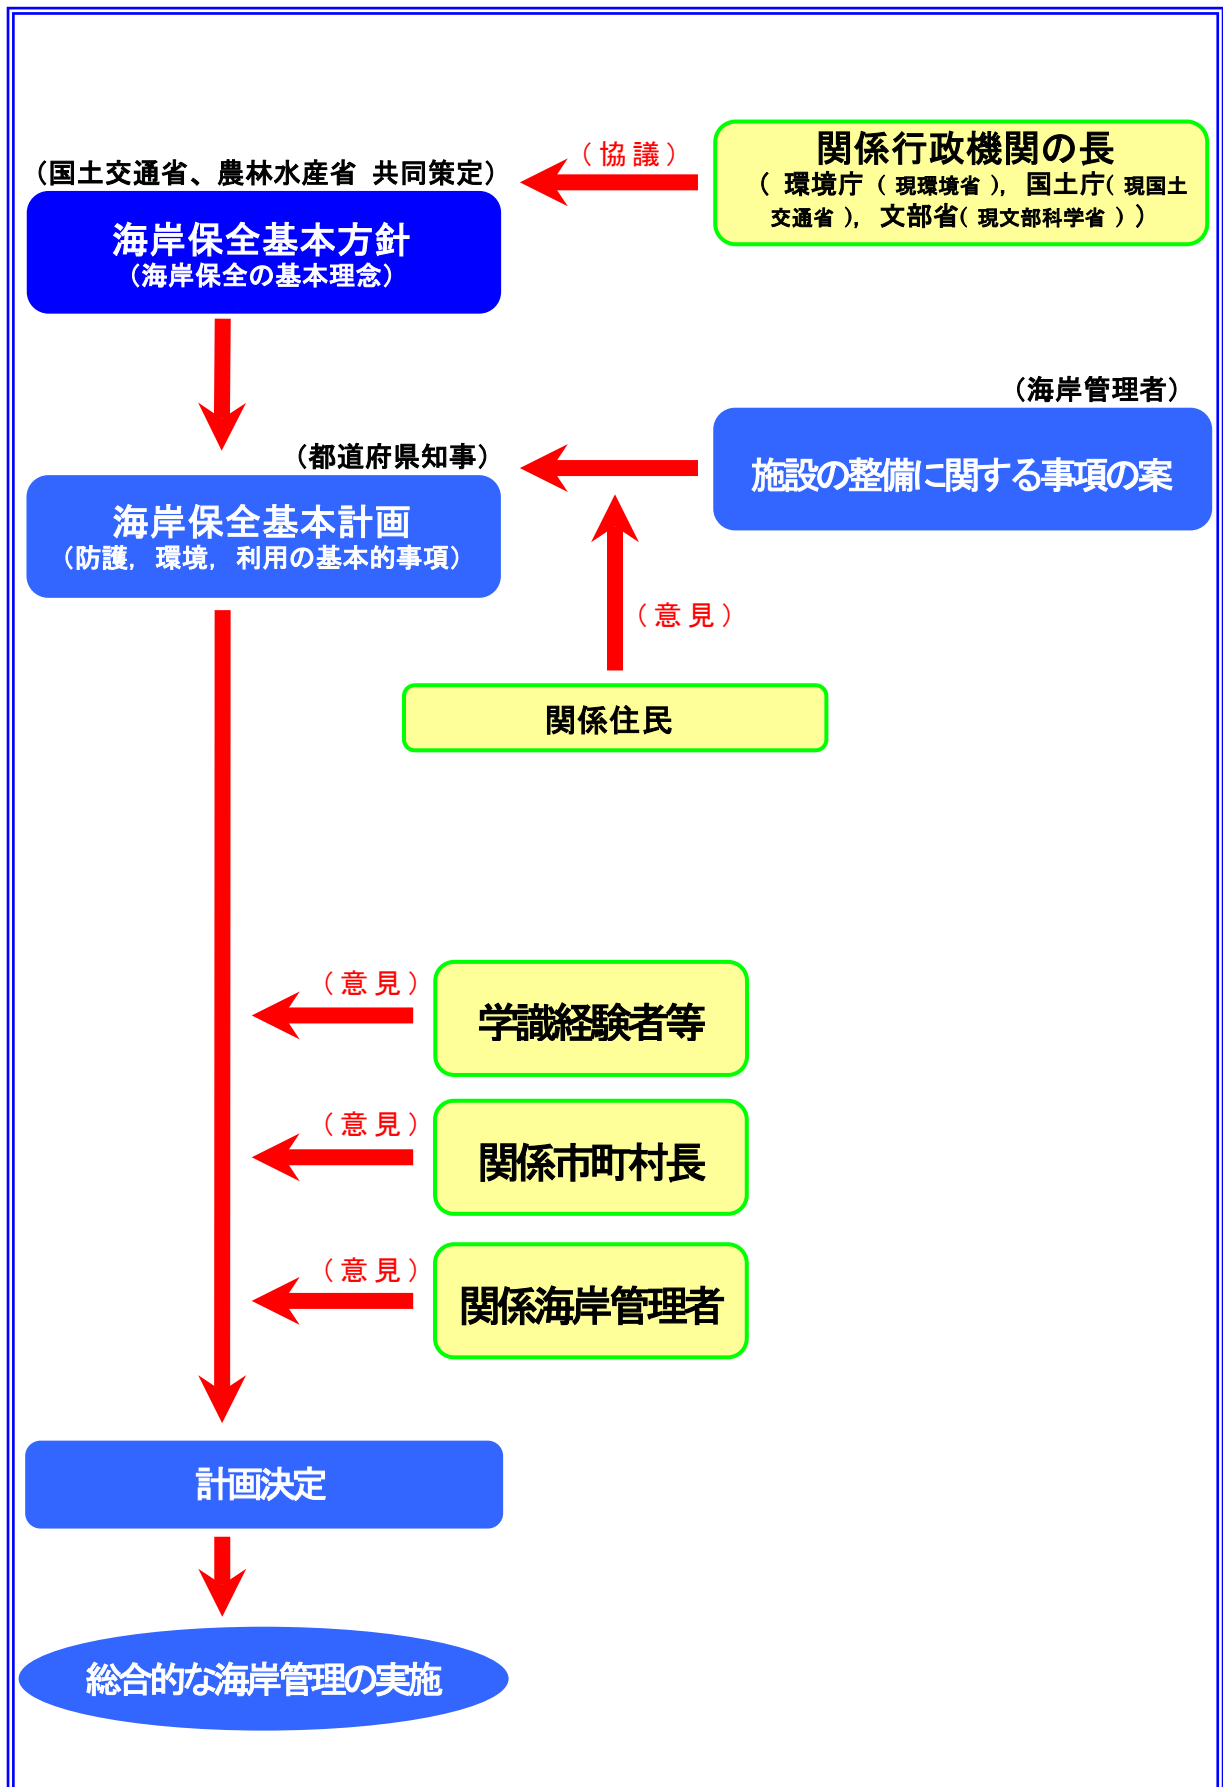 （国土交通省、農林水産省 共同策定）
海岸保全基本方針
（海岸保全の基本理念）
（協議）
関係行政機関の長
（ 環境庁（ 現環境省 ）， 国土庁（ 現国土
交通省 ）， 文部省（ 現文部科学省 ））
（海岸管理者）
施設の整備に関する事項の案
（都道府県知事）
海岸保全基本計画
（防護， 環境， 利用の基本的事項）
（意見）
関係住民
（意見）
学識経験者等
（意見）
関係市町村長
（意見）
関係海岸管理者
計画決定
総合的な海岸管理の実施